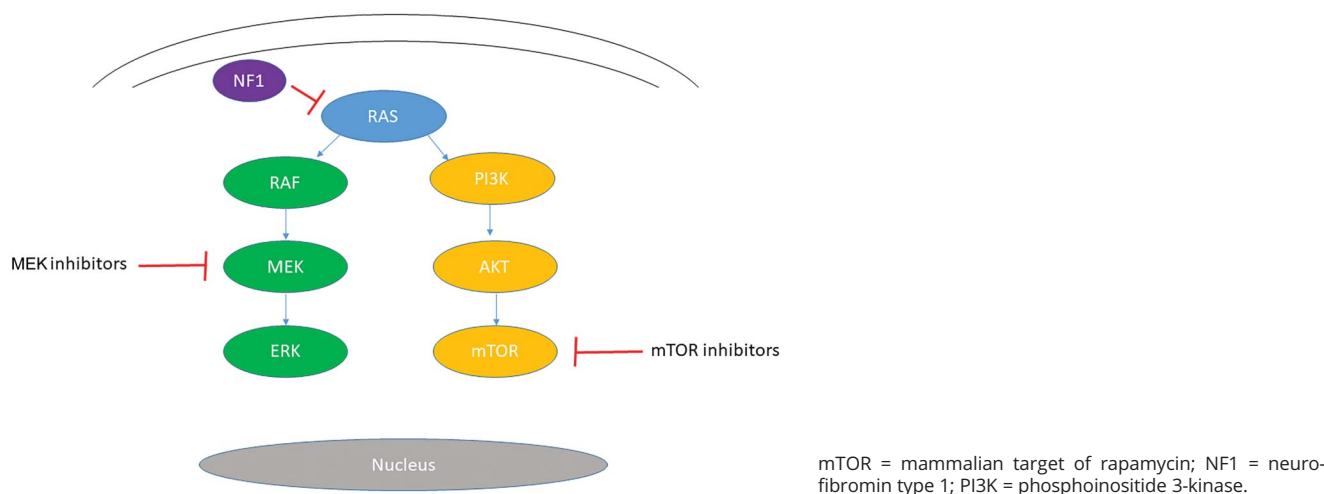 NF1
RAS
RAF
PI3K
MEK inhibitors
MEK
AKT
ERK
mTOR
mTOR inhibitors
Nucleus
mTOR = mammalian target of rapamycin; NF1 = neuro-
fibromin type 1; PI3K = phosphoinositide 3-kinase.